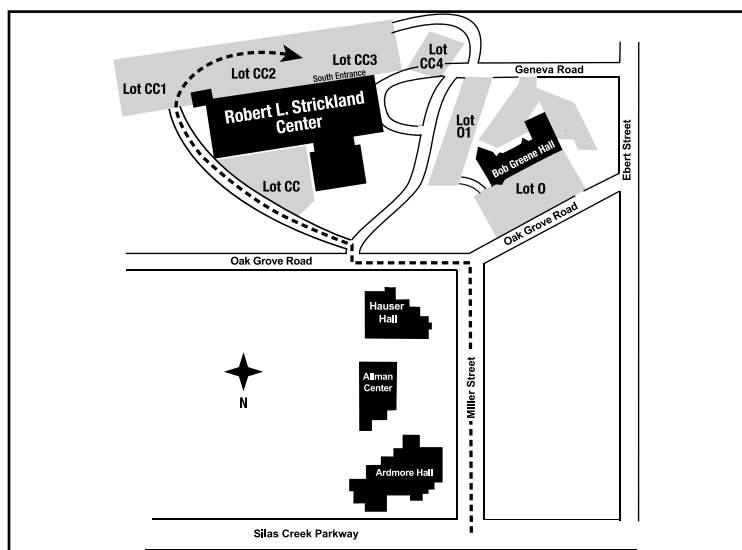 Lot
CC4
Lot CC3
Lot CC2
Lot CC1
South Entrance
Geneva Road
Robert L. Strickland
Center
Lot
O1
Bob Greene Hall
Ebert Street
Lot CC
Lot O
Oak Grove Road
Oak Grove Road
Hauser
Hall
Miller Street
Allman
Center
N
Ardmore Hall
Silas Creek Parkway